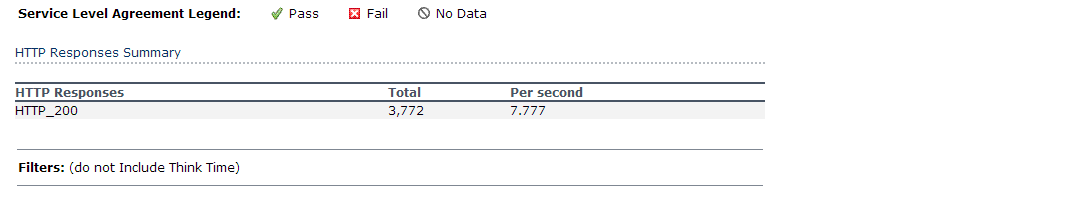 Service Level Agreement Legend: Pass Fail No Data
HTTP Responses Summary
HTTP Responses Total Per second
HTTP_200 3,772 7.777
Filters: (do not Include Think Time)